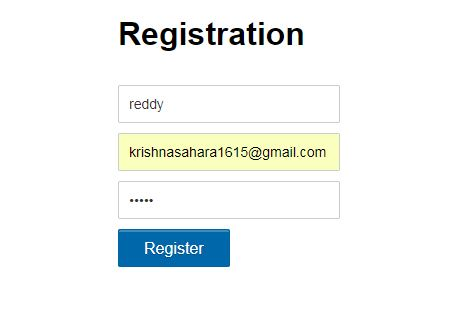 Registration
reddy
krishnasahara1615@gmail.com
•••••
Register